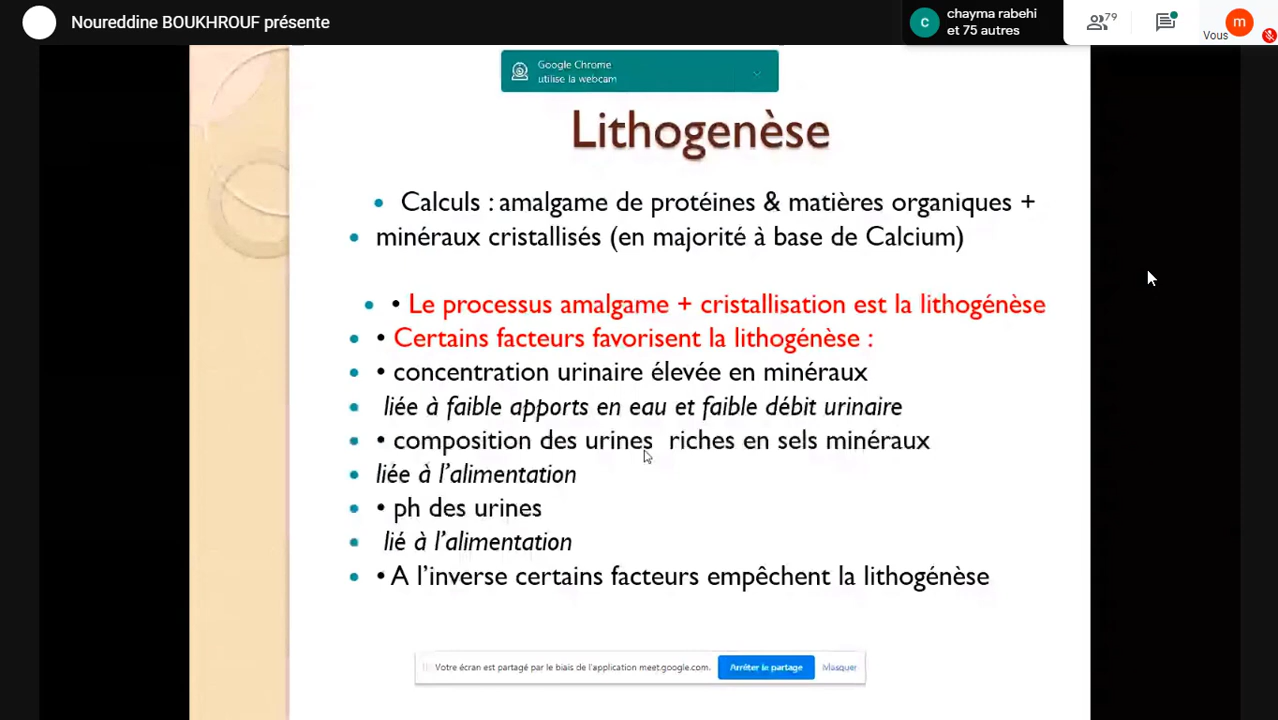 Noureddine BOUKHROUF présente
C
chayma rabehi
et 75 autres
79
m
Vous
Google Chrome
utilise la webcam
Lithogenèse
• Calculs : amalgame de protéines & matières organiques +
• minéraux cristallisés (en majorité à base de Calcium)
• • Le processus amalgame + cristallisation est la lithogénèse
• • Certains facteurs favorisent la lithogénèse :
• • concentration urinaire élevée en minéraux
• liée à faible apports en eau et faible débit urinaire
• • composition des urines riches en sels minéraux
• liée à l’alimentation
• • ph des urines
• lié à l’alimentation
• • A l’inverse certains facteurs empêchent la lithogénèse
Votre écran est partagé par le biais de l'application meet.google.com.
Arrêter le partage
Masquer